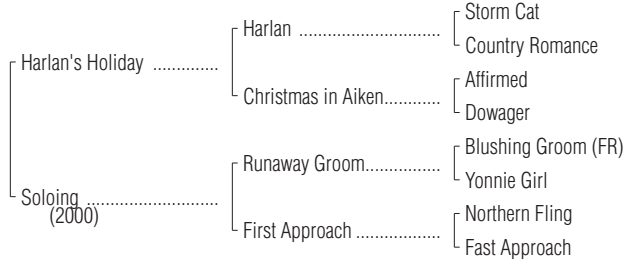 Storm Cat
Harlan ..............................
Country Romance
Harlan's Holiday ..............
Affirmed
Christmas in Aiken............
Dowager
Blushing Groom (FR)
Runaway Groom................
Yonnie Girl
Soloing ............................
(2000)
Northern Fling
First Approach ..................
Fast Approach